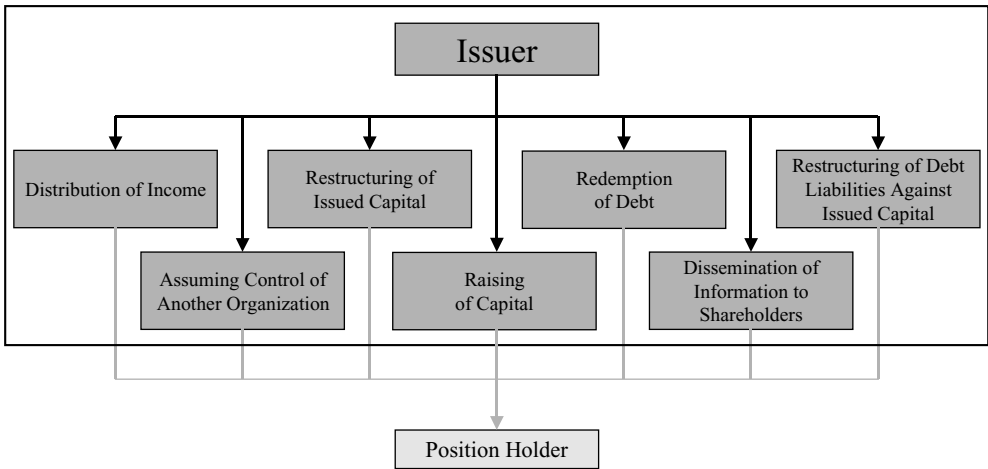 Issuer
Distribution of Income
Restructuring of
Issued Capital
Redemption
of Debt
Restructuring of Debt
Liabilities Against
Issued Capital
Assuming Control of
Another Organization
Raising
of Capital
Dissemination of
Information to
Shareholders
Position Holder